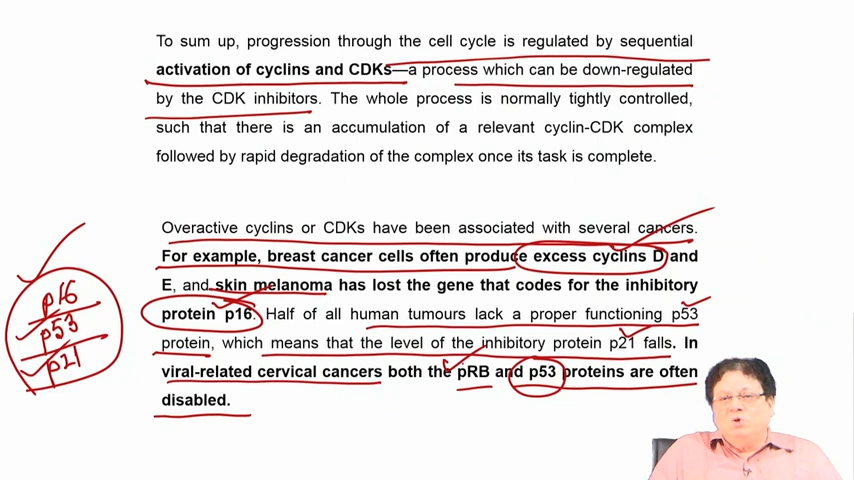 To sum up, progression through the cell cycle is regulated by sequential
activation of cyclins and CDKs—a process which can be down-regulated
by the CDK inhibitors. The whole process is normally tightly controlled,
such that there is an accumulation of a relevant cyclin-CDK complex
followed by rapid degradation of the complex once its task is complete.
Overactive cyclins or CDKs have been associated with several cancers.
For example, breast cancer cells often produce excess cyclins D and
E, and skin melanoma has lost the gene that codes for the inhibitory
protein p16. Half of all human tumours lack a proper functioning p53
protein, which means that the level of the inhibitory protein p21 falls. In
viral-related cervical cancers both the pRB and p53 proteins are often
disabled.
p16
p53
p21